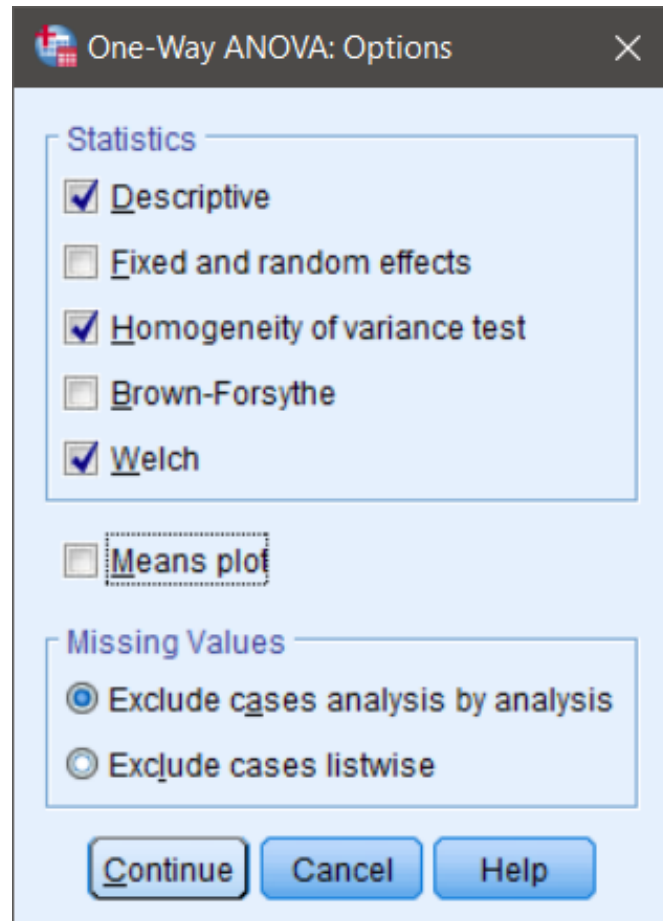 One-Way ANOVA: Options
Statistics
Descriptive
Fixed and random effects
Homogeneity of variance test
Brown-Forsythe
Welch
Means plot
Missing Values
Exclude cases analysis by analysis
Exclude cases listwise
Continue Cancel Help